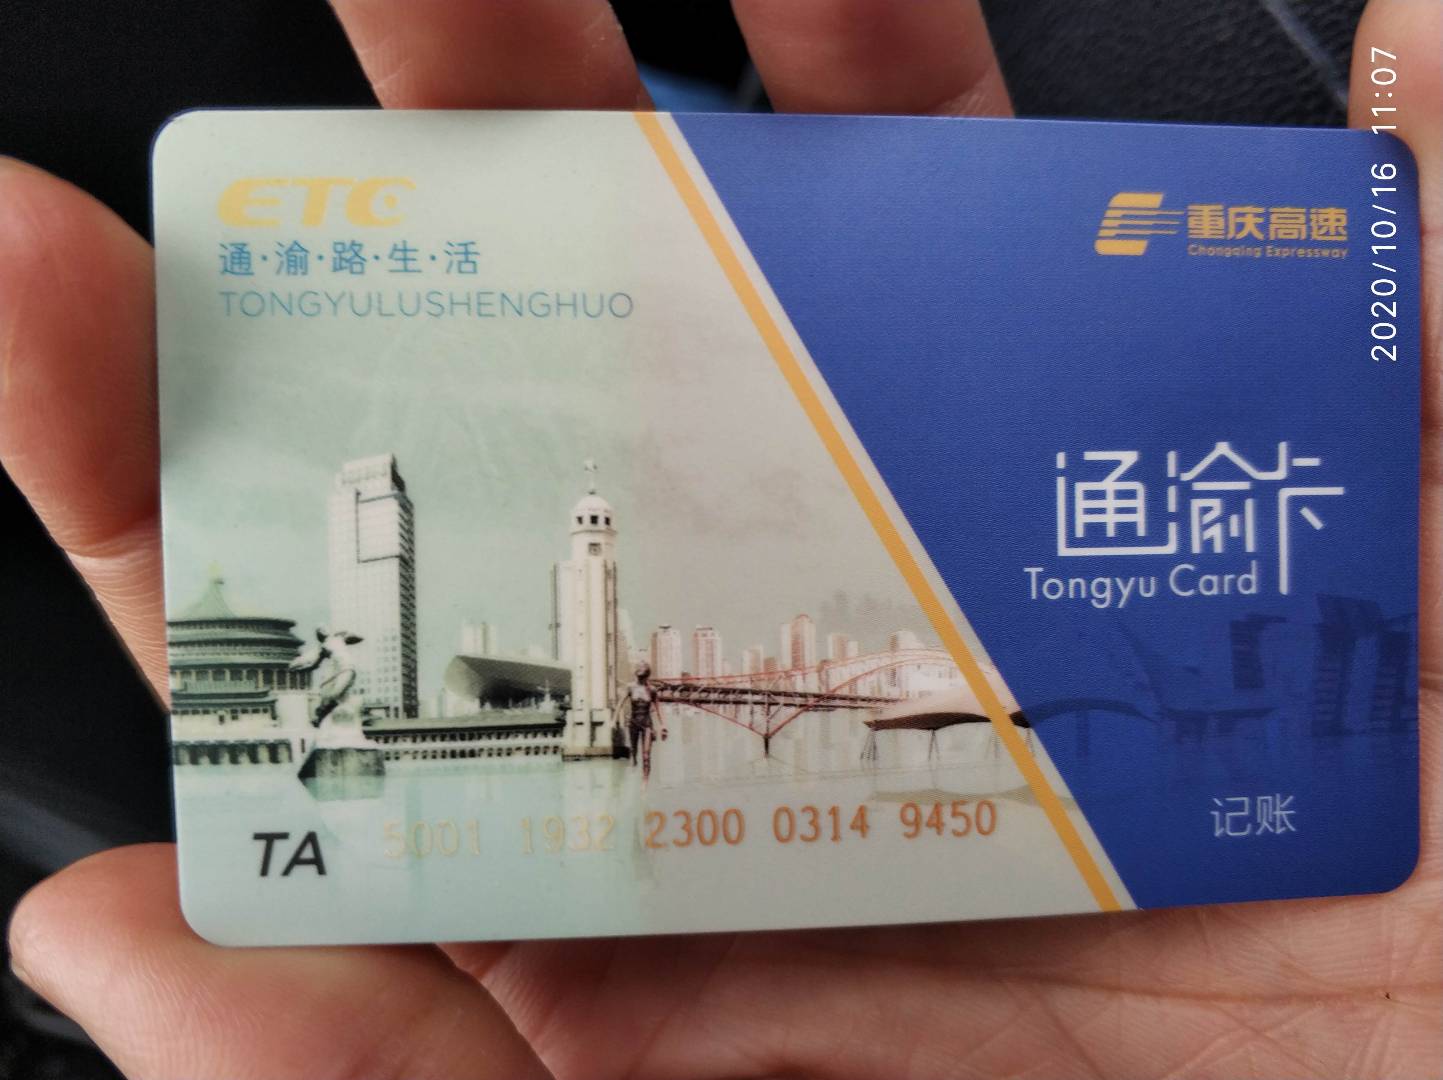 ETC
通·渝·路·生·活
TONGYULUSHENGHUO
重庆高速
Chongqing Expressway
通渝卡
Tongyu Card
TA
5001 1932 2300 0314 9450
记账
2020/10/16 11:07